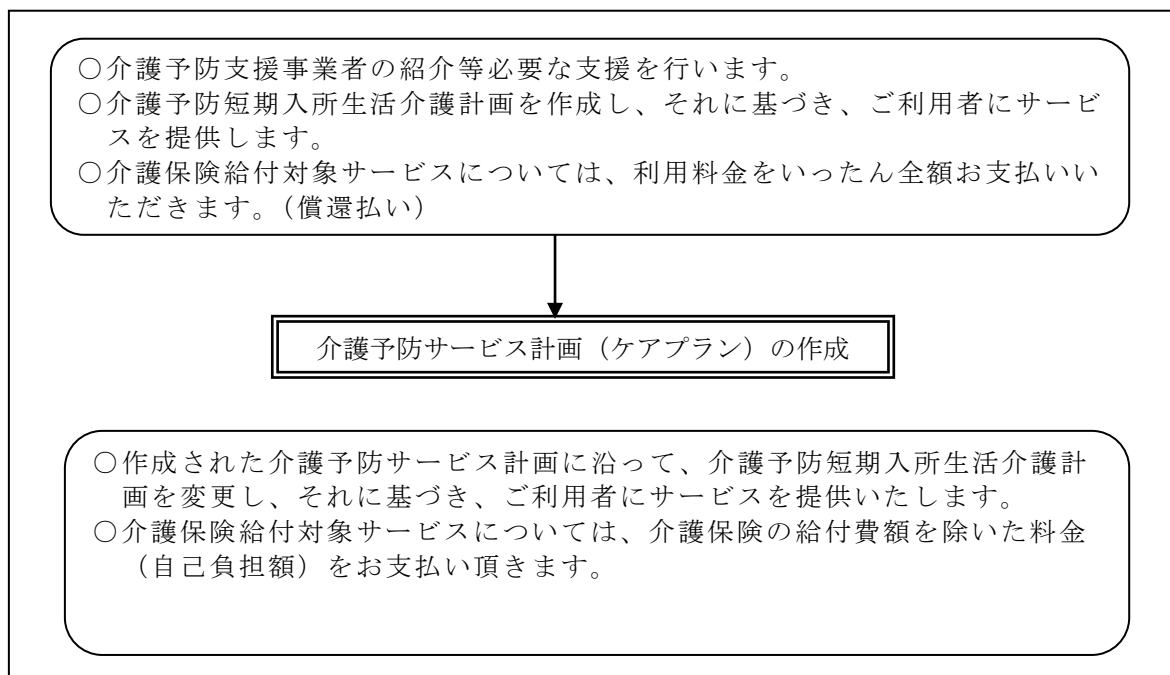 ○介護予防支援事業者の紹介等必要な支援を行います。
○介護予防短期入所生活介護計画を作成し、それに基づき、ご利用者にサービ
スを提供します。
○介護保険給付対象サービスについては、利用料金をいったん全額お支払いい
ただきます。（償還払い）
介護予防サービス計画（ケアプラン）の作成
○作成された介護予防サービス計画に沿って、介護予防短期入所生活介護計
画を変更し、それに基づき、ご利用者にサービスを提供いたします。
○介護保険給付対象サービスについては、介護保険の給付費額を除いた料金
（自己負担額）をお支払い頂きます。